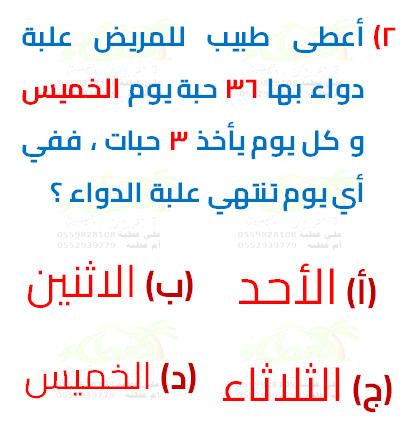 ٢) أعطى طبيب للمريض علبة
دواء بها ٣٦ حبة يوم الخميس
و كل يوم يأخذ ٣ حبات ، ففي
أي يوم تنتهي علبة الدواء ؟
علي عطية 0559828108 علي عطية 0559828108
أم عطية 0552939779 أم عطية 0552939779
(أ) الأحد (ب) الاثنين
(ج) الثلاثاء (د) الخميس